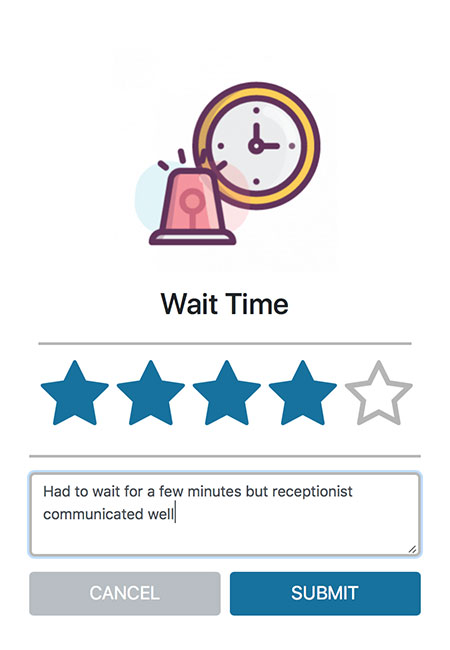 Wait Time
Had to wait for a few minutes but receptionist
communicated well
CANCEL
SUBMIT